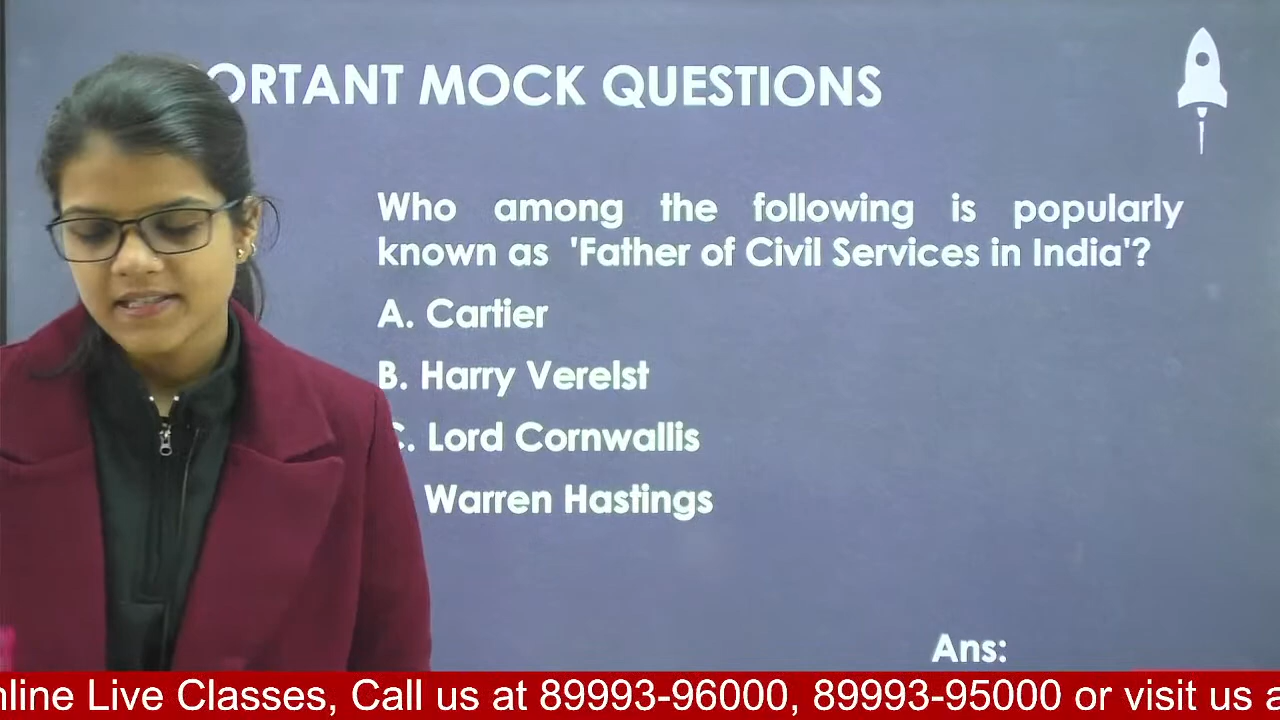 ORTANT MOCK QUESTIONS
Who among the following is popularly
known as 'Father of Civil Services in India'?
A. Cartier
B. Harry Verelst
C. Lord Cornwallis
Warren Hastings
Ans:
nline Live Classes, Call us at 89993-96000, 89993-95000 or visit us a